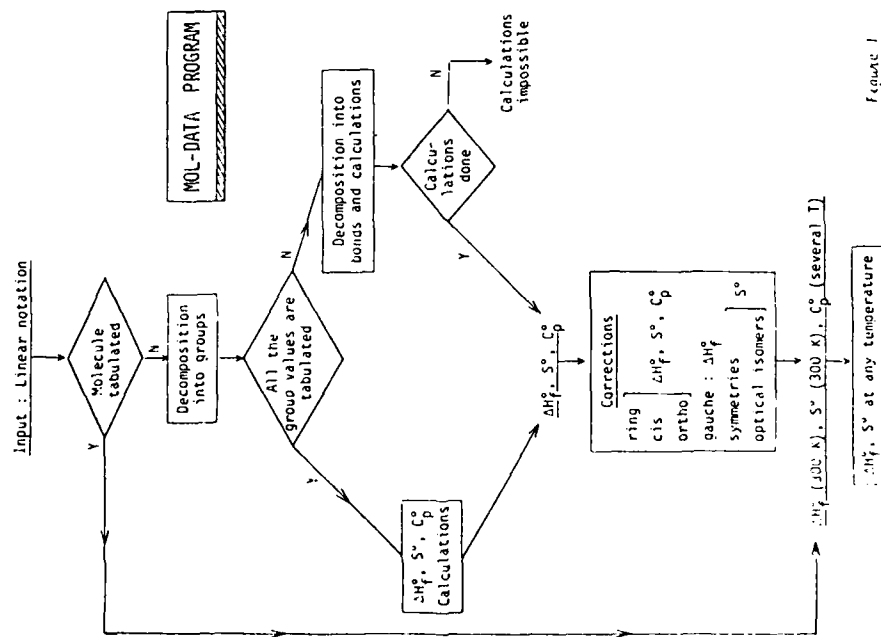 MOL-DATA PROGRAM
Input : Linear notation
Molecule
tabulated
Y
N
Decomposition
into groups
All the
group values are
tabulated
N
Decomposition into
bonds and calculations
Calcu-
lations
done
N
Calculations
impossible
Y
ΔH°f, S°, C°p
Calculations
ΔH°f, S°, C°p
Corrections
ring
cis
ortho
ΔH°f, S°, C°p
gauche : ΔH°f
symmetries
optical isomers
S°
ΔH°f (300 K), S° (300 K), C°p (several T)
ΔH°f, S° at any temperature
Figure 1